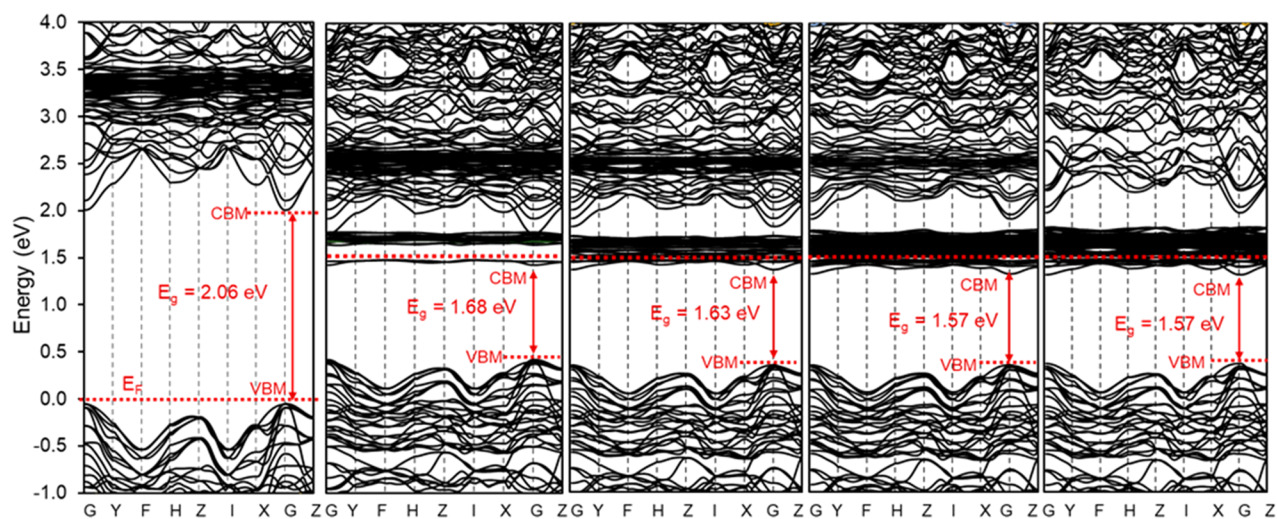 Energy (eV)
4.0
3.5
3.0
2.5
2.0
1.5
1.0
0.5
0.0
-0.5
-1.0
CBM
Eg = 2.06 eV
EF
VBM
G Y F H Z I X G Z
CBM
Eg = 1.68 eV
VBM
G Y F H Z I X G Z
CBM
Eg = 1.63 eV
VBM
G Y F H Z I X G Z
CBM
Eg = 1.57 eV
VBM
G Y F H Z I X G Z
CBM
Eg = 1.57 eV
VBM
G Y F H Z I X G Z